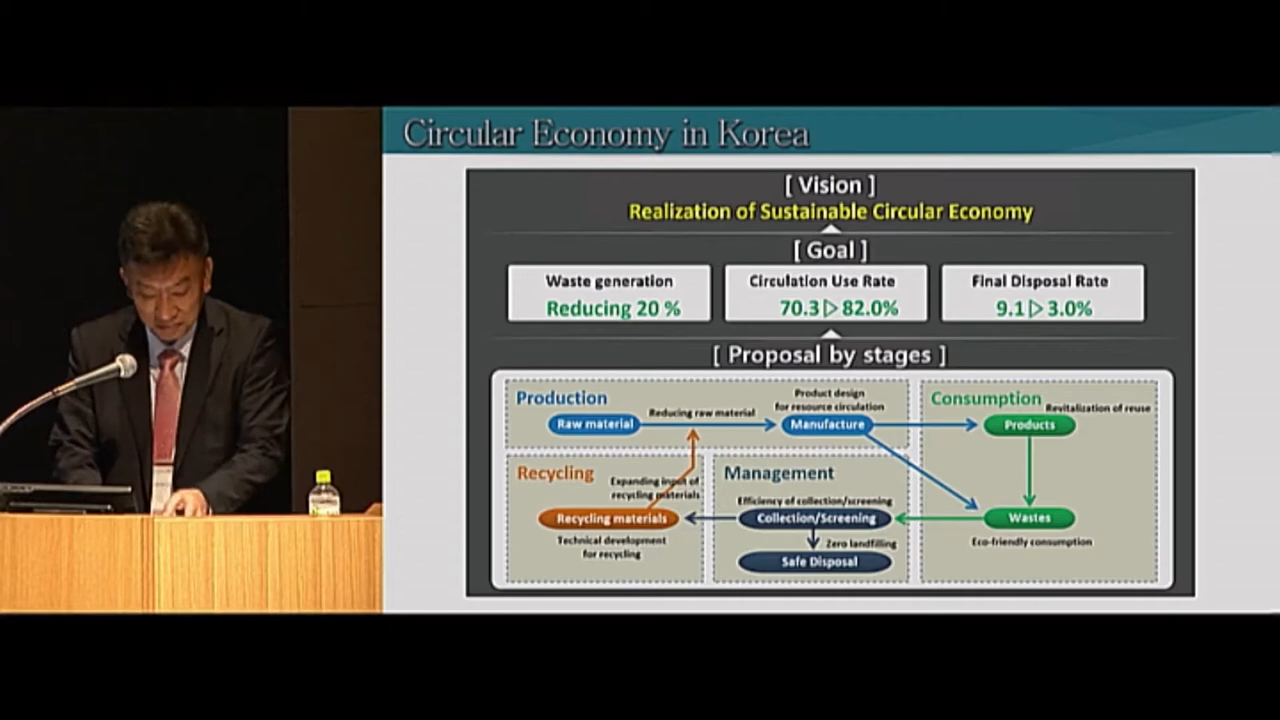 Circular Economy in Korea
[ Vision ]
Realization of Sustainable Circular Economy
[ Goal ]
Waste generation
Reducing 20 %
Circulation Use Rate
70.3▷82.0%
Final Disposal Rate
9.1▷3.0%
[ Proposal by stages ]
Production
Raw material
Reducing raw material
Product design
for resource circulation
Manufacture
Consumption
Revitalization of reuse
Products
Wastes
Eco-friendly consumption
Recycling
Expanding input of
recycling materials
Recycling materials
Technical development
for recycling
Management
Efficiency of collection/screening
Collection/Screening
Zero landfilling
Safe Disposal